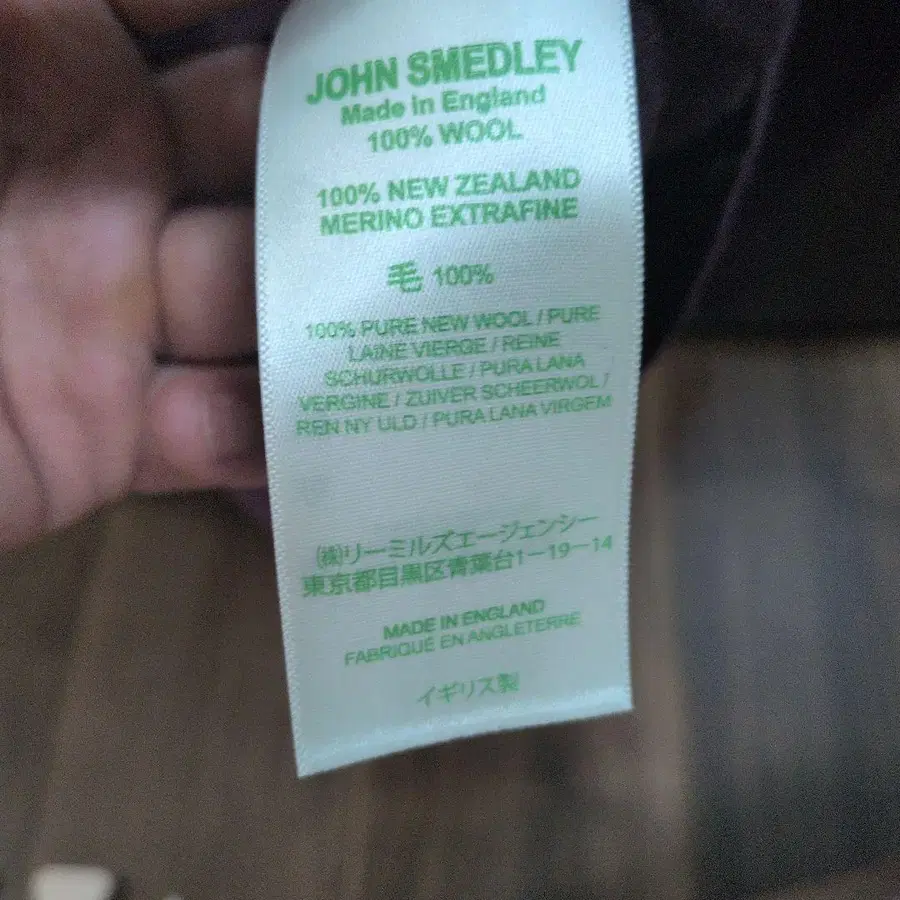 JOHN SMEDLEY
Made in England
100% WOOL
100% NEW ZEALAND
MERINO EXTRAFINE
毛 100%
100% PURE NEW WOOL / PURE
LAINE VIERGE / REINE
SCHURWOLLE / PURA LANA
VERGINE / ZUIVER SCHEERWOL /
REN NY ULD / PURA LANA VIRGEM
㈱リーミルズエージェンシー
東京都目黒区青葉台1-19-14
MADE IN ENGLAND
FABRIQUÉ EN ANGLETERRE
イギリス製